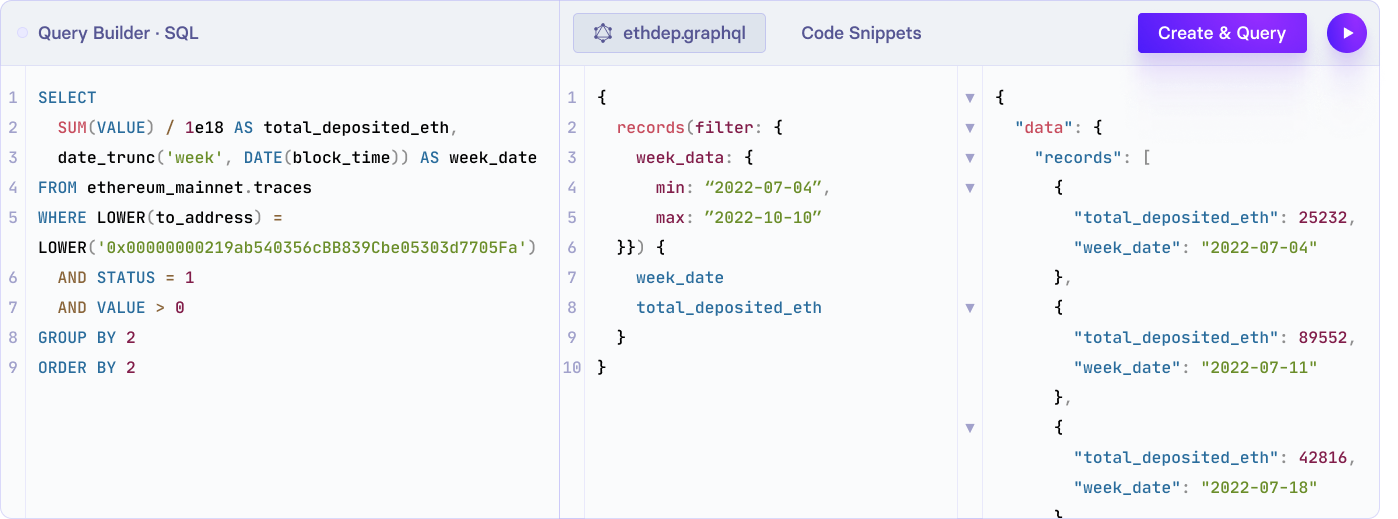 Query Builder · SQL
ethdep.graphql
Code Snippets
Create & Query
1 SELECT
2 SUM(VALUE) / 1e18 AS total_deposited_eth,
3 date_trunc('week', DATE(block_time)) AS week_date
4 FROM ethereum_mainnet.traces
5 WHERE LOWER(to_address) =
LOWER('0x00000000219ab540356cBB839Cbe05303d7705Fa')
6 AND STATUS = 1
7 AND VALUE > 0
8 GROUP BY 2
9 ORDER BY 2
1 {
2 records(filter: {
3 week_data: {
4 min: “2022-07-04”,
5 max: ”2022-10-10”
6 }}) {
7 week_date
8 total_deposited_eth
9 }
10 }
{
"data": {
"records": [
{
"total_deposited_eth": 25232,
"week_date": "2022-07-04"
},
{
"total_deposited_eth": 89552,
"week_date": "2022-07-11"
},
{
"total_deposited_eth": 42816,
"week_date": "2022-07-18"
}